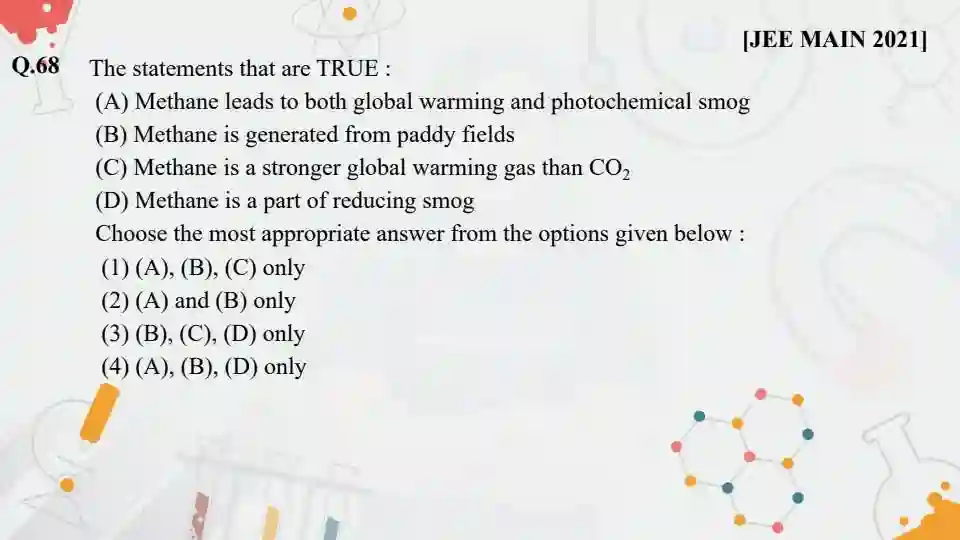 [JEE MAIN 2021]
Q.68 The statements that are TRUE :
(A) Methane leads to both global warming and photochemical smog
(B) Methane is generated from paddy fields
(C) Methane is a stronger global warming gas than CO₂
(D) Methane is a part of reducing smog
Choose the most appropriate answer from the options given below :
(1) (A), (B), (C) only
(2) (A) and (B) only
(3) (B), (C), (D) only
(4) (A), (B), (D) only